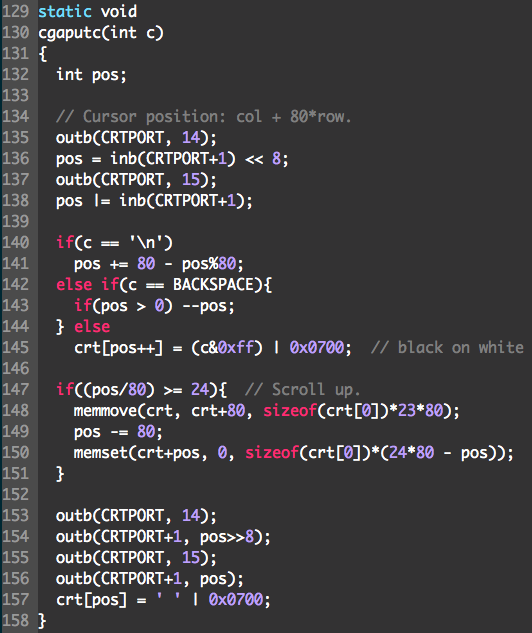 129 static void
130 cgaputc(int c)
131 {
132   int pos;
133
134   // Cursor position: col + 80*row.
135   outb(CRTPORT, 14);
136   pos = inb(CRTPORT+1) << 8;
137   outb(CRTPORT, 15);
138   pos |= inb(CRTPORT+1);
139
140   if(c == '\n')
141     pos += 80 - pos%80;
142   else if(c == BACKSPACE){
143     if(pos > 0) --pos;
144   } else
145     crt[pos++] = (c&0xff) | 0x0700;  // black on white
146
147   if((pos/80) >= 24){  // Scroll up.
148     memmove(crt, crt+80, sizeof(crt[0])*23*80);
149     pos -= 80;
150     memset(crt+pos, 0, sizeof(crt[0])*(24*80 - pos));
151   }
152
153   outb(CRTPORT, 14);
154   outb(CRTPORT+1, pos>>8);
155   outb(CRTPORT, 15);
156   outb(CRTPORT+1, pos);
157   crt[pos] = ' ' | 0x0700;
158 }